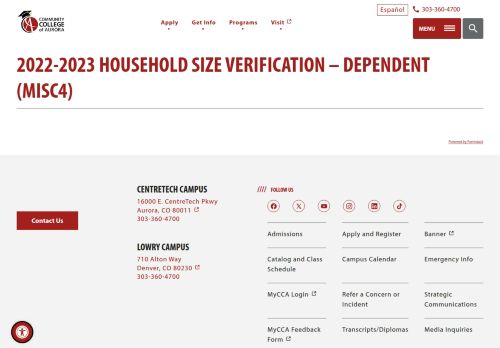 Español 303-360-4700
COMMUNITY
COLLEGE
of AURORA
Apply Get Info Programs Visit
MENU
2022-2023 HOUSEHOLD SIZE VERIFICATION – DEPENDENT
(MISC4)
Powered by Formstack
CENTRETECH CAMPUS
16000 E. CentreTech Pkwy
Aurora, CO 80011
303-360-4700
LOWRY CAMPUS
710 Alton Way
Denver, CO 80230
303-360-4700
Contact Us
//// FOLLOW US
Admissions Apply and Register Banner
Catalog and Class
Schedule
Campus Calendar Emergency Info
MyCCA Login
Refer a Concern or
Incident
Strategic
Communications
MyCCA Feedback
Form
Transcripts/Diplomas Media Inquiries